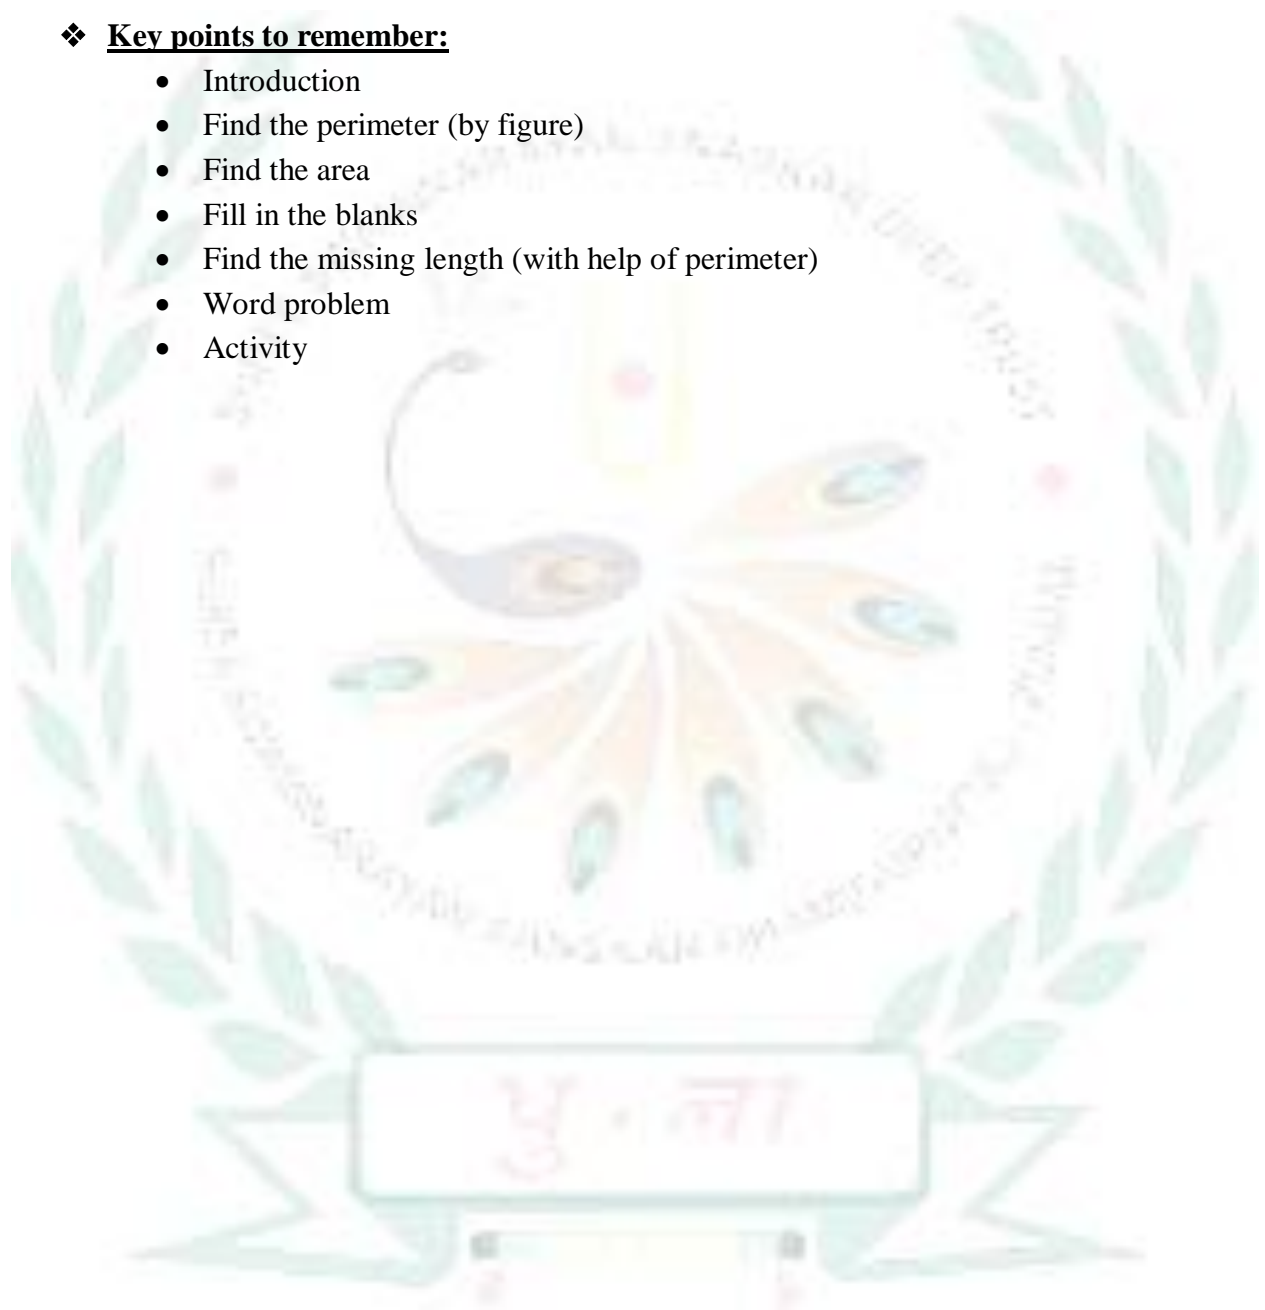 ❖ Key points to remember:
• Introduction
• Find the perimeter (by figure)
• Find the area
• Fill in the blanks
• Find the missing length (with help of perimeter)
• Word problem
• Activity